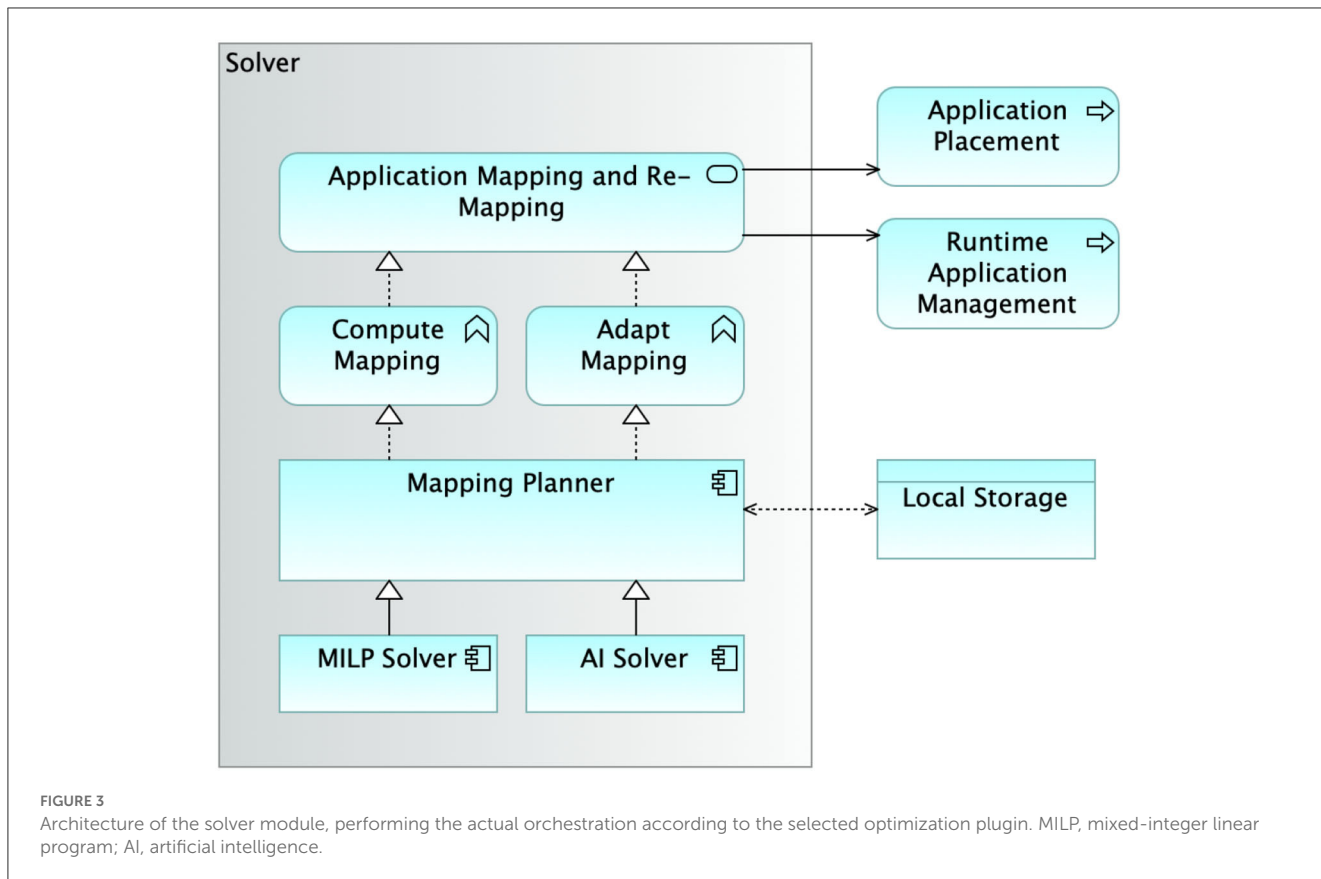 Solver
Application
Placement
Application Mapping and Re-
Mapping
Runtime
Application
Management
Compute
Mapping
Adapt
Mapping
Mapping Planner
Local Storage
MILP Solver
AI Solver
FIGURE 3
Architecture of the solver module, performing the actual orchestration according to the selected optimization plugin. MILP, mixed-integer linear
program; AI, artificial intelligence.